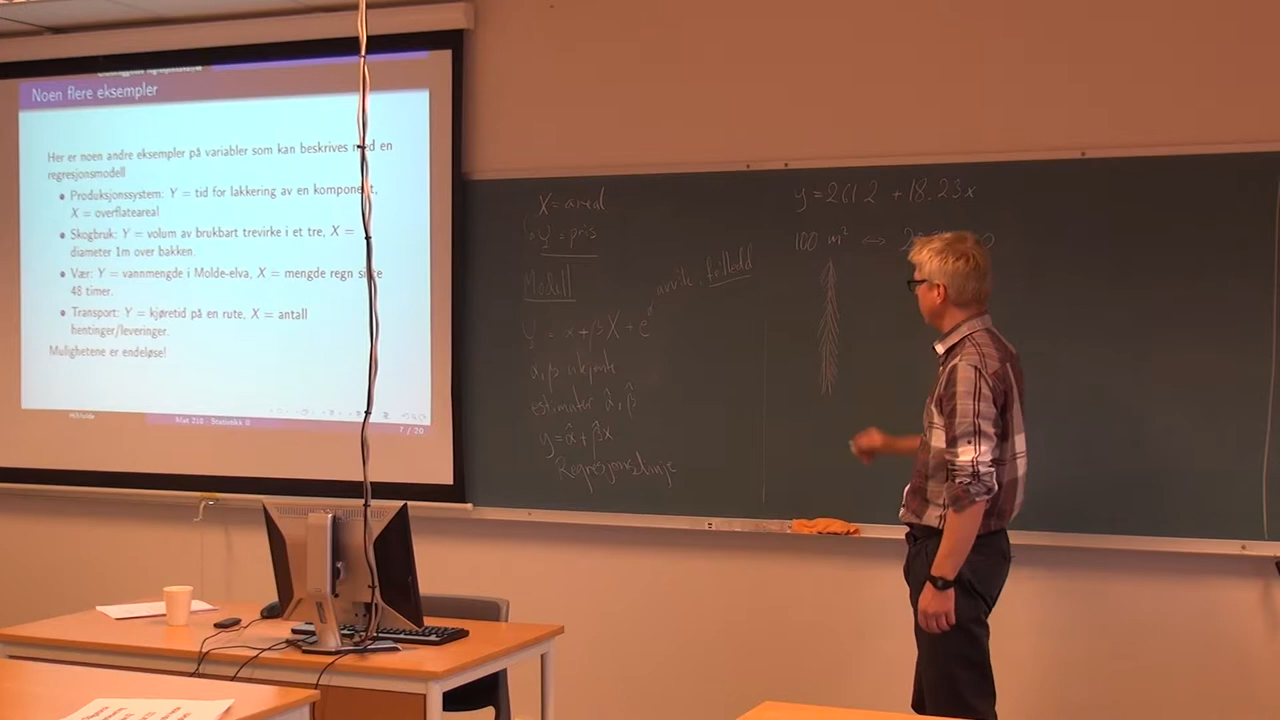 Noen flere eksempler
Her er noen andre eksempler på variabler som kan beskrives med en
regresjonsmodell
Produksjonssystem: Y = tid for lakkering av en komponent,
X = overflateareal
Skogbruk: Y = volum av brukbart trevirke i et tre, X =
diameter 1m over bakken.
Vær: Y = vannmengde i Molde-elva, X = mengde regn siste
48 timer.
Transport: Y = kjøretid på en rute, X = antall
hentinger/leveringer.
Mulighetene er endeløse!
HiMolde
Mat 210 - Statistikk II
7 / 20
X = areal
Y = pris
Modell
avvik, feilledd
Y = α + βX + e
α, β ukjente
estimater α̂, β̂
y = α̂ + β̂x
Regresjonslinje
y = 2612 + 18.23x
100 m² ↔